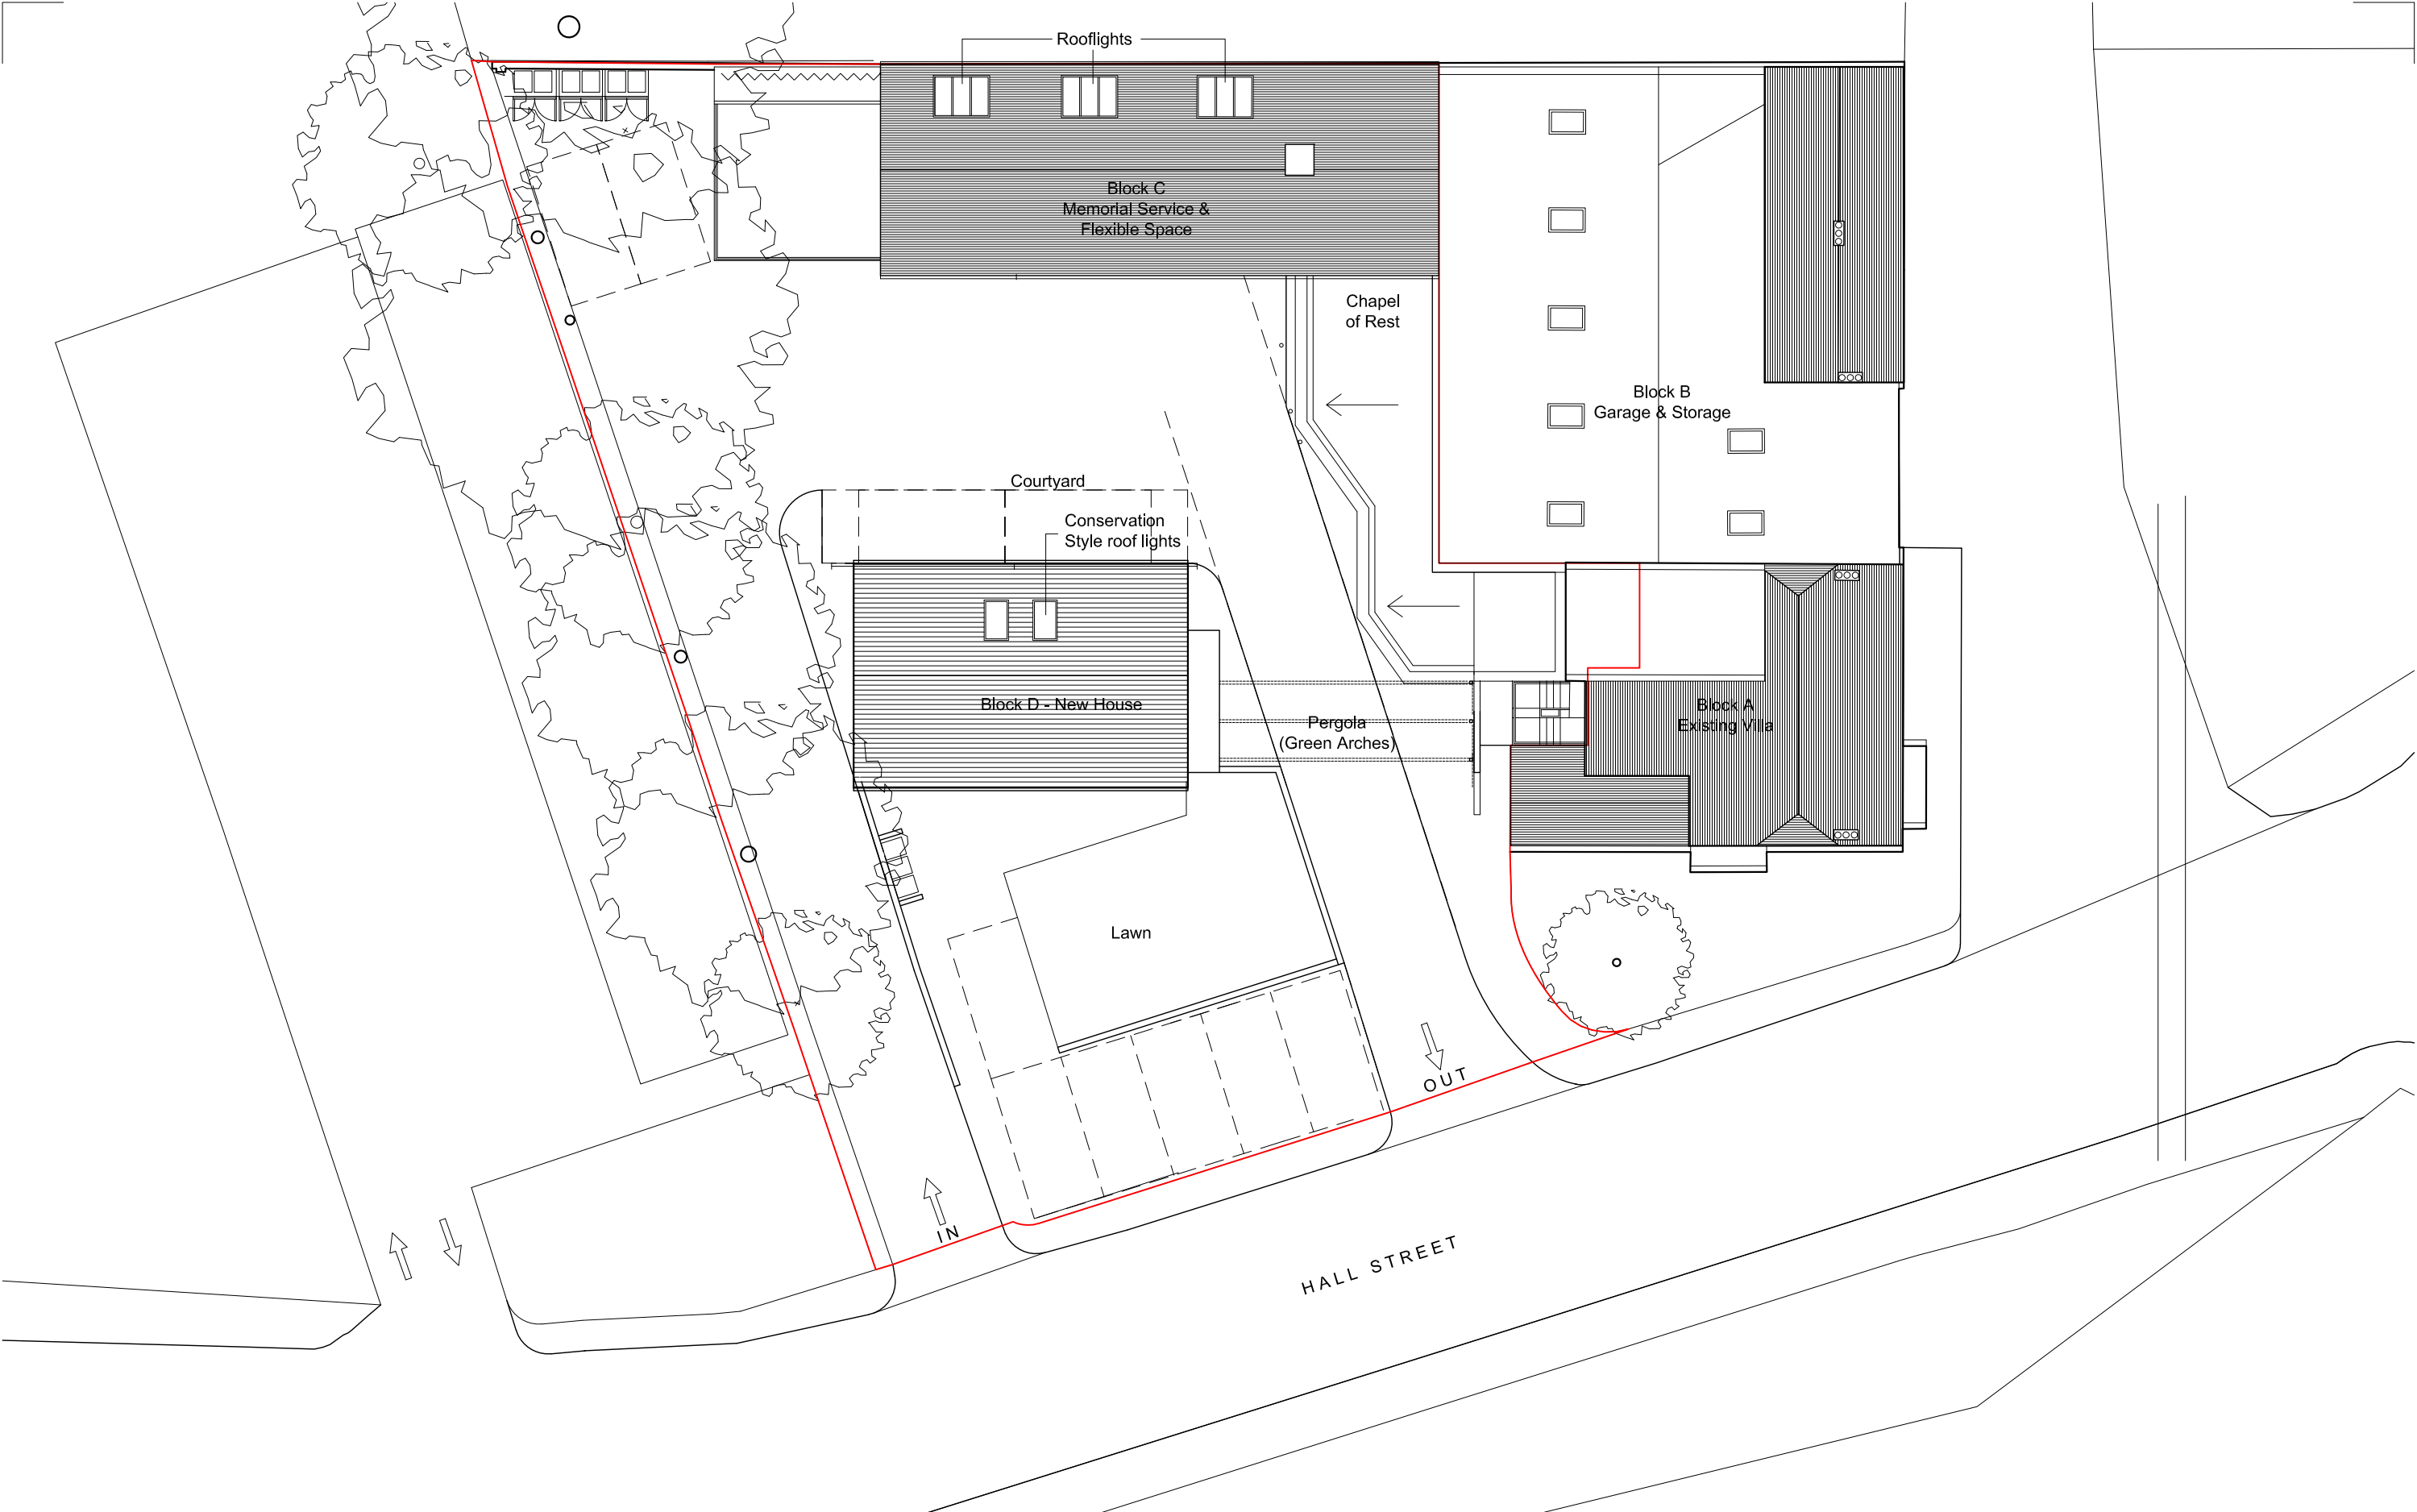 Rooflights
Block C
Memorial Service &
Flexible Space
Chapel
of Rest
Block B
Garage & Storage
Courtyard
Conservation
Style roof lights
Block D - New House
Pergola
(Green Arches)
Block A
Existing Villa
Lawn
OUT
IN
HALL STREET